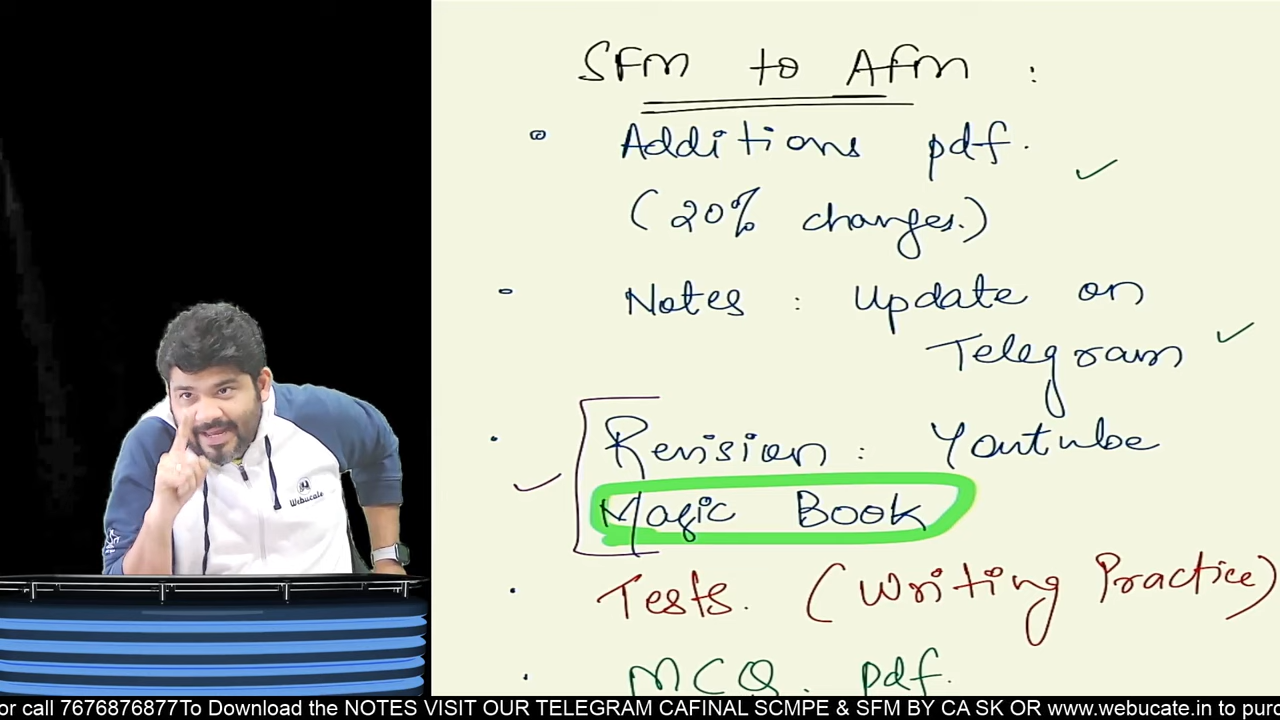 SFM to AFM :
Additions pdf.
(20% changes.)
Notes : Update on
Telegram
Revision : Youtube
Magic Book
Tests. (Writing Practice)
MCQ. pdf.
Webucate
or call 7676876877To Download the NOTES VISIT OUR TELEGRAM CAFINAL SCMPE & SFM BY CA SK OR www.webucate.in to purc